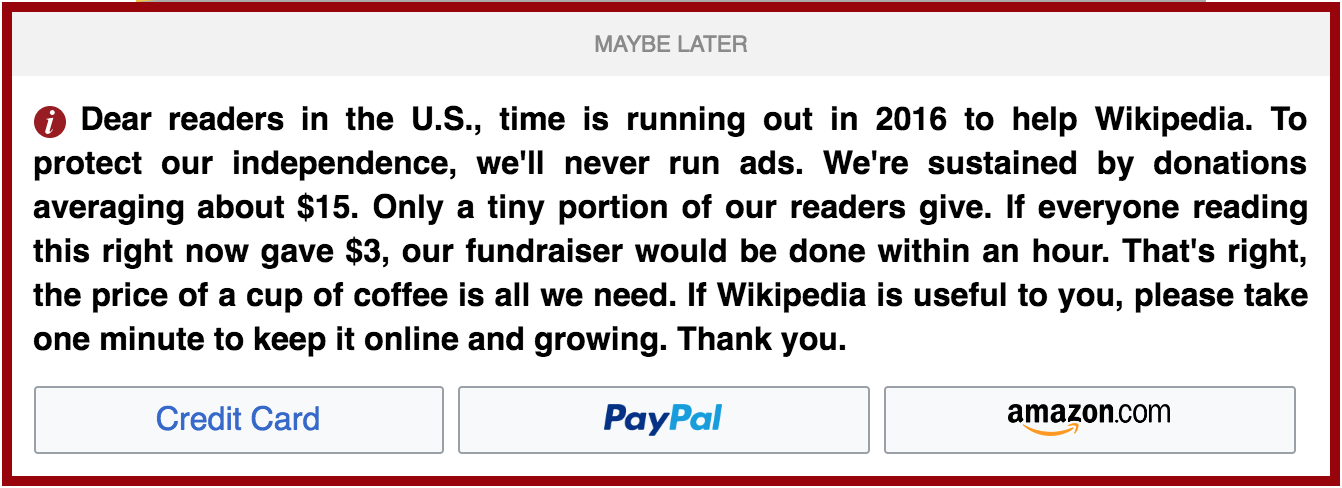 MAYBE LATER
Dear readers in the U.S., time is running out in 2016 to help Wikipedia. To
protect our independence, we'll never run ads. We're sustained by donations
averaging about $15. Only a tiny portion of our readers give. If everyone reading
this right now gave $3, our fundraiser would be done within an hour. That's right,
the price of a cup of coffee is all we need. If Wikipedia is useful to you, please take
one minute to keep it online and growing. Thank you.
Credit Card
PayPal
amazon.com